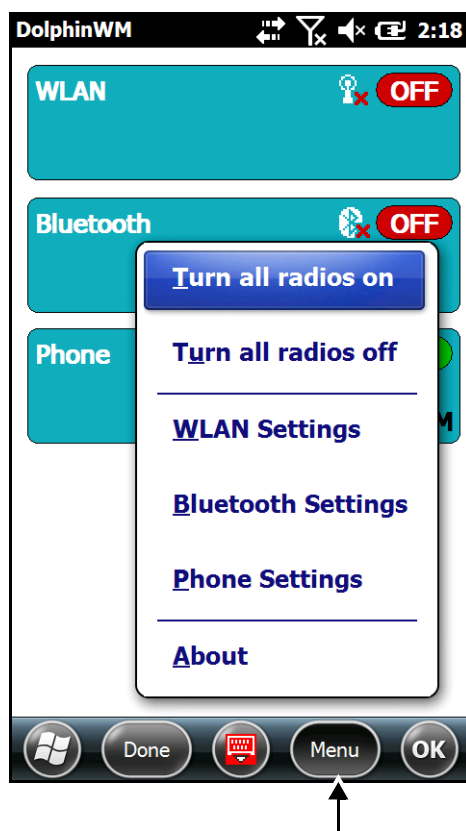 DolphinWM 2:18
WLAN OFF
Bluetooth OFF
Turn all radios on
Phone
Turn all radios off
M
WLAN Settings
Bluetooth Settings
Phone Settings
About
Done Menu OK